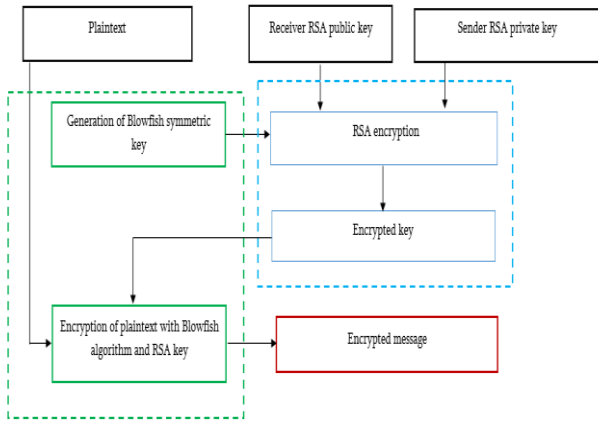 Plaintext
Receiver RSA public key
Sender RSA private key
Generation of Blowfish symmetric
key
RSA encryption
Encrypted key
Encryption of plaintext with Blowfish
algorithm and RSA key
Encrypted message